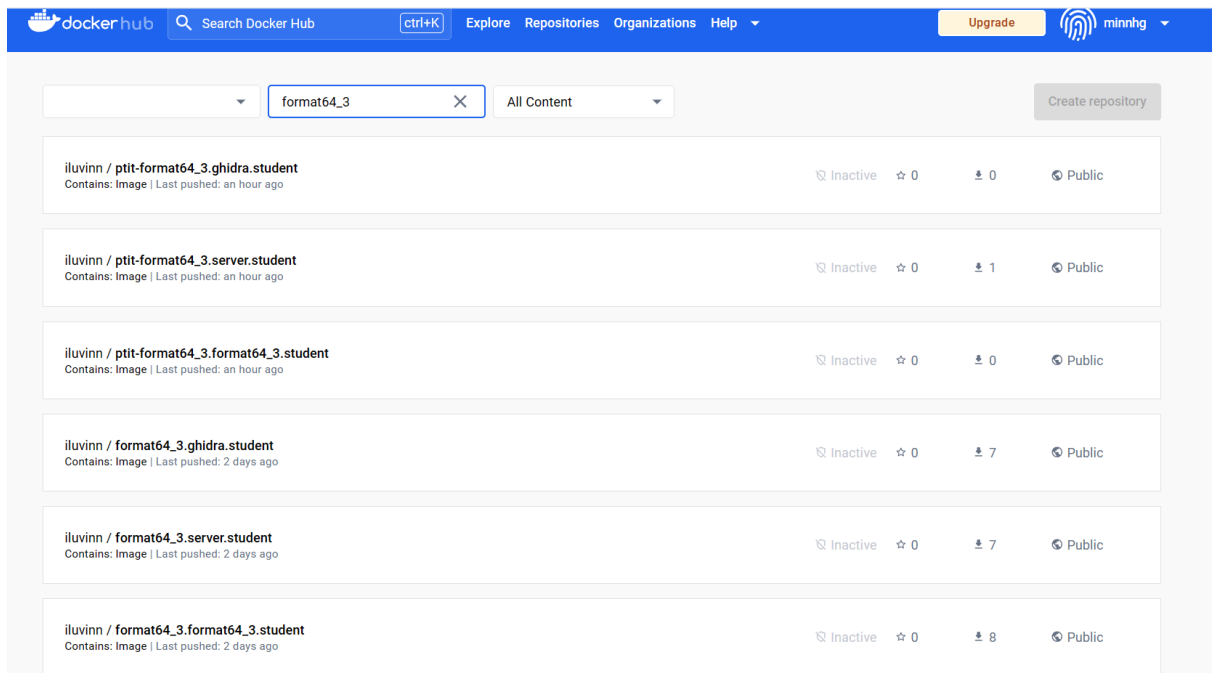 dockerhub Search Docker Hub ctrl+K Explore Repositories Organizations Help Upgrade minnhg
format64_3 All Content Create repository
iluvinn / ptit-format64_3.ghidra.student
Contains: Image | Last pushed: an hour ago
Inactive 0 0 Public
iluvinn / ptit-format64_3.server.student
Contains: Image | Last pushed: an hour ago
Inactive 0 1 Public
iluvinn / ptit-format64_3.format64_3.student
Contains: Image | Last pushed: an hour ago
Inactive 0 0 Public
iluvinn / format64_3.ghidra.student
Contains: Image | Last pushed: 2 days ago
Inactive 0 7 Public
iluvinn / format64_3.server.student
Contains: Image | Last pushed: 2 days ago
Inactive 0 7 Public
iluvinn / format64_3.format64_3.student
Contains: Image | Last pushed: 2 days ago
Inactive 0 8 Public